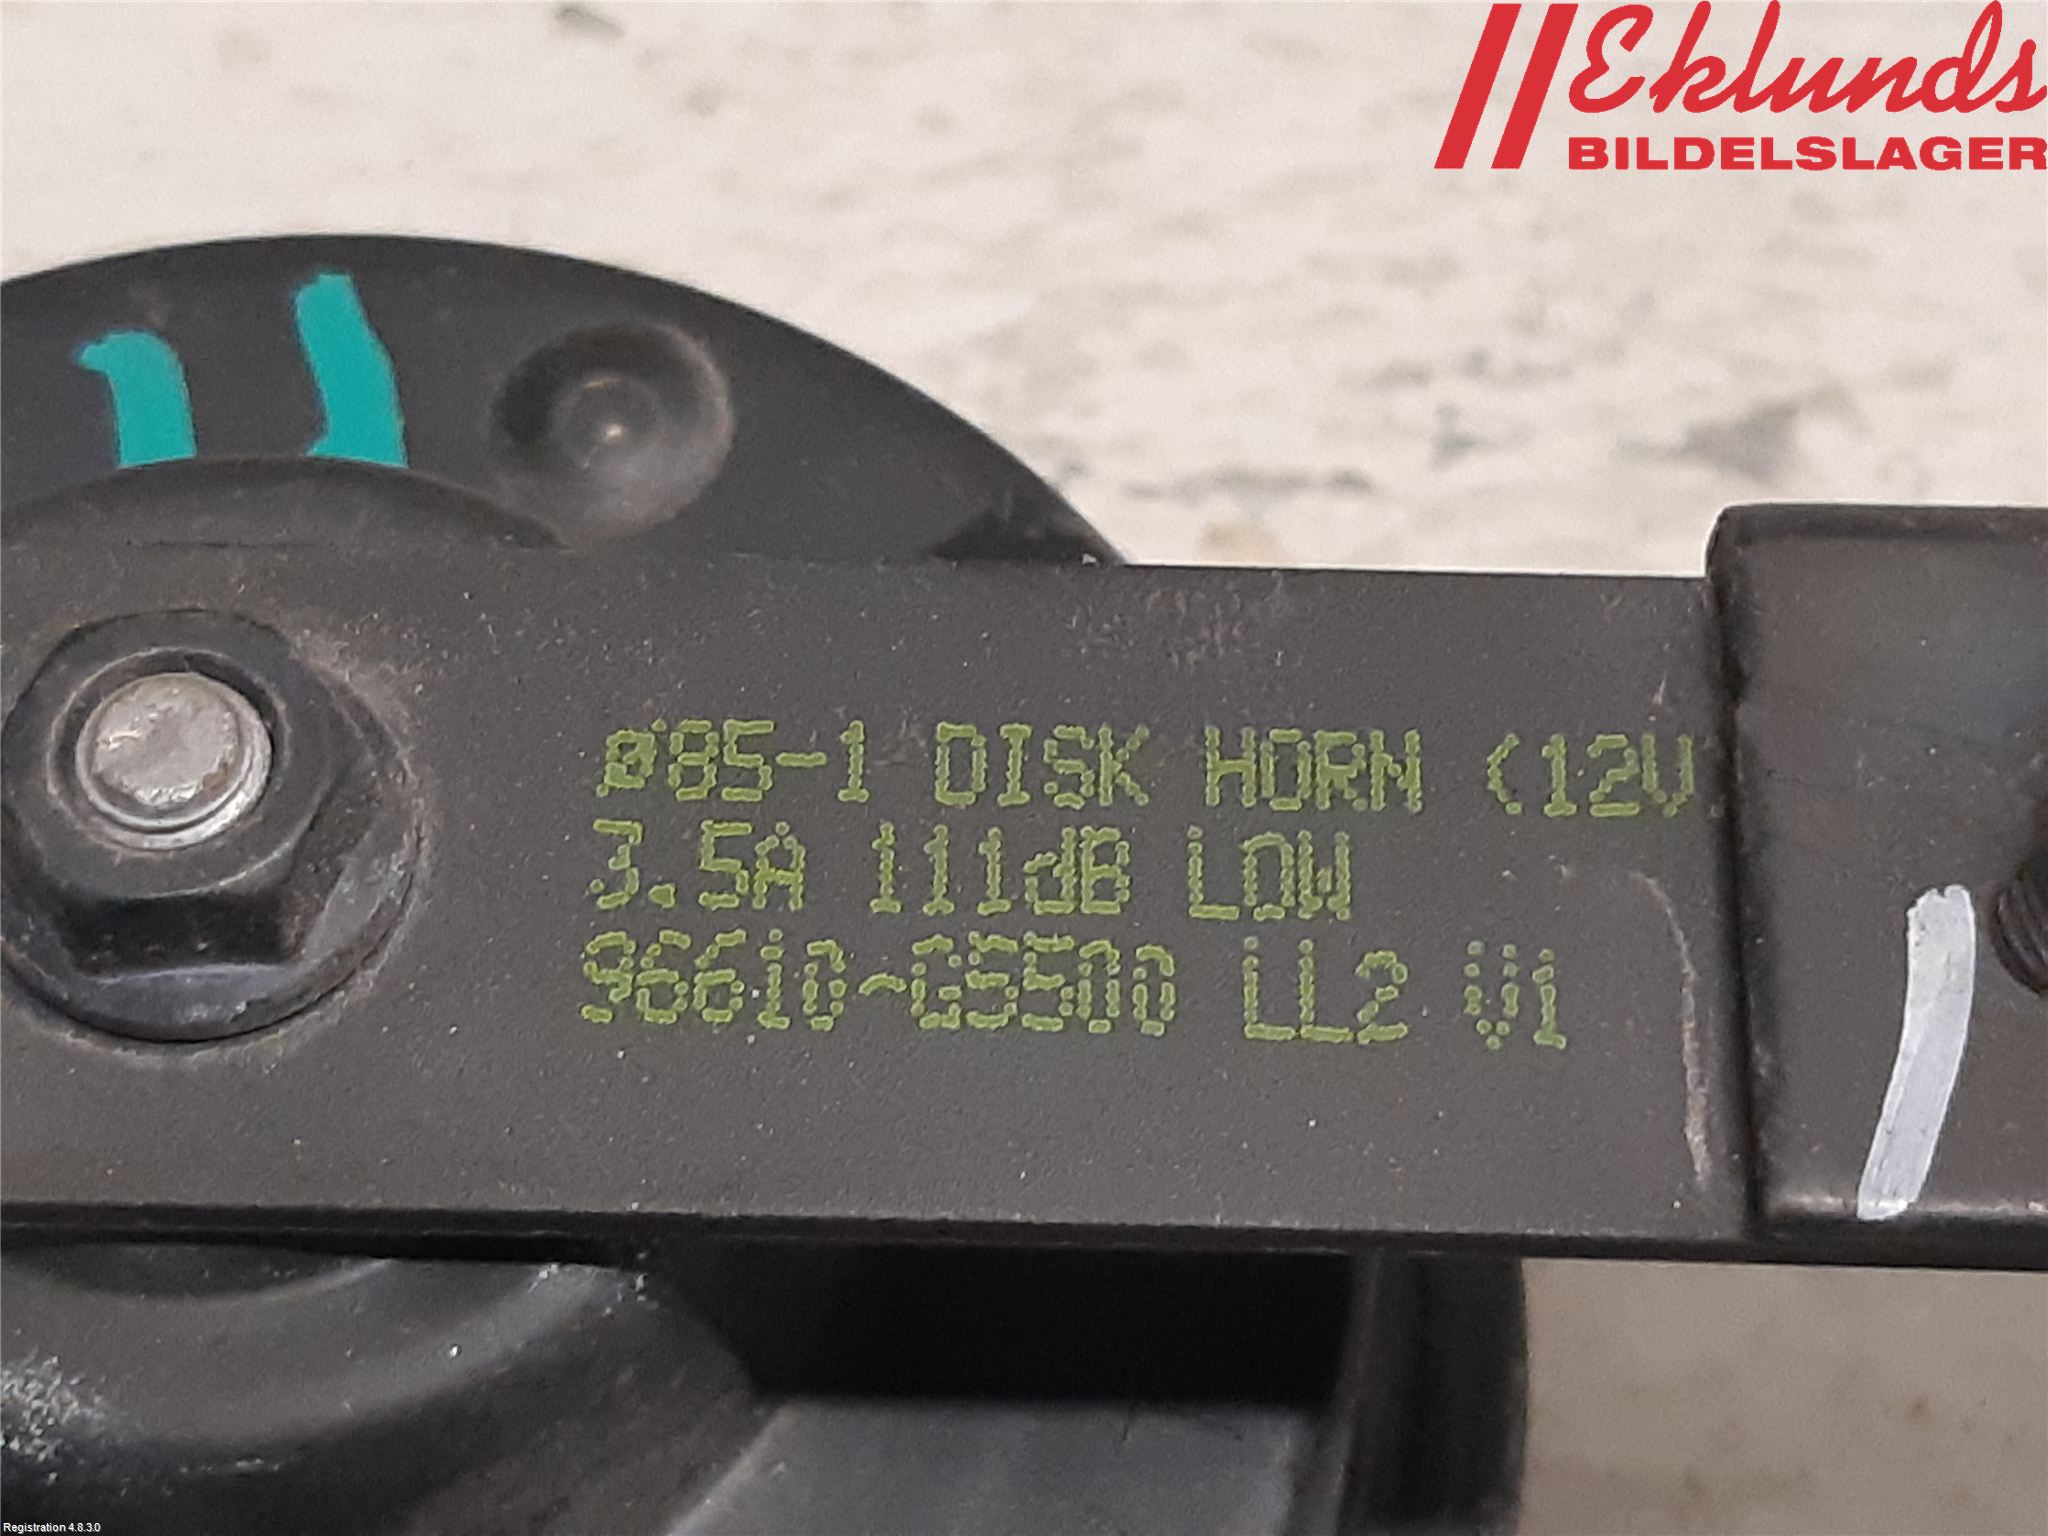 Eklunds
BILDELSLAGER
ø85-1 DISK HORN (12V
3.5A 111dB LOW
96610-G5500 LL2 V1
Registration 4.8.3.0